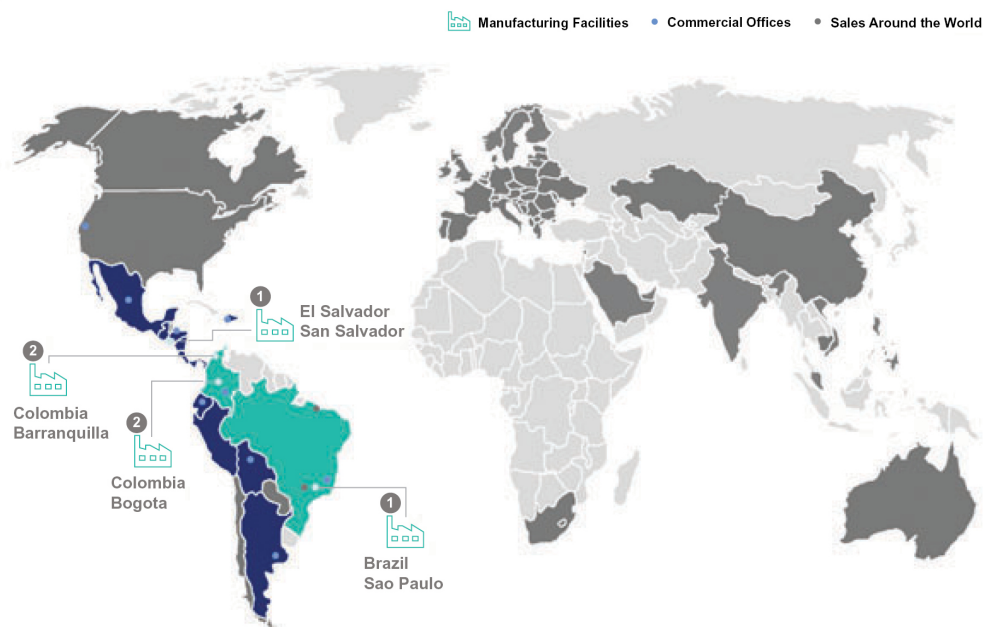 Manufacturing Facilities
Commercial Offices
Sales Around the World
1
El Salvador
San Salvador
2
Colombia
Barranquilla
2
Colombia
Bogota
1
Brazil
Sao Paulo